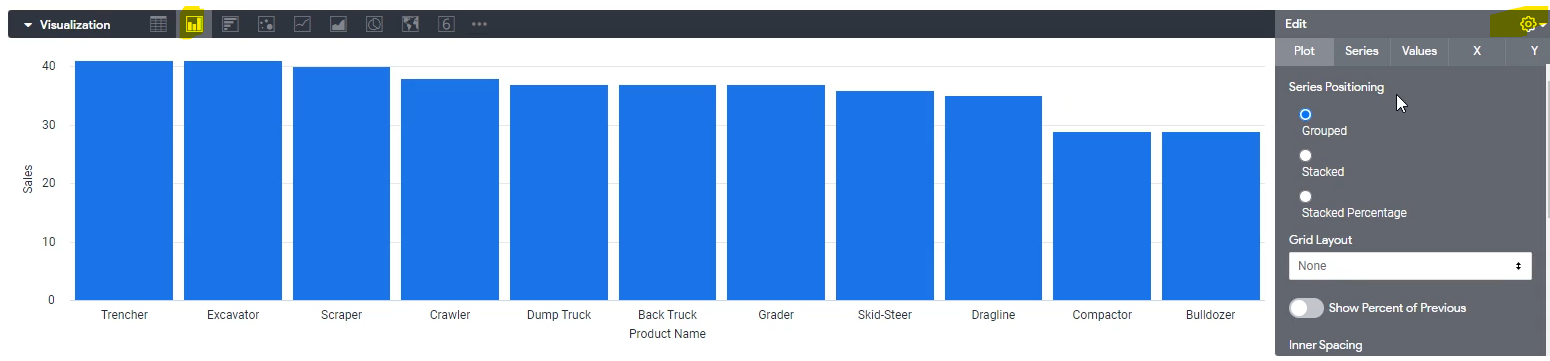 Visualization
6
Edit
Plot Series Values X Y
40
30
20
10
0
Sales
Trencher Excavator Scraper Crawler Dump Truck Back Truck Grader Skid-Steer Dragline Compactor Bulldozer
Product Name
Series Positioning
Grouped
Stacked
Stacked Percentage
Grid Layout
None
Show Percent of Previous
Inner Spacing